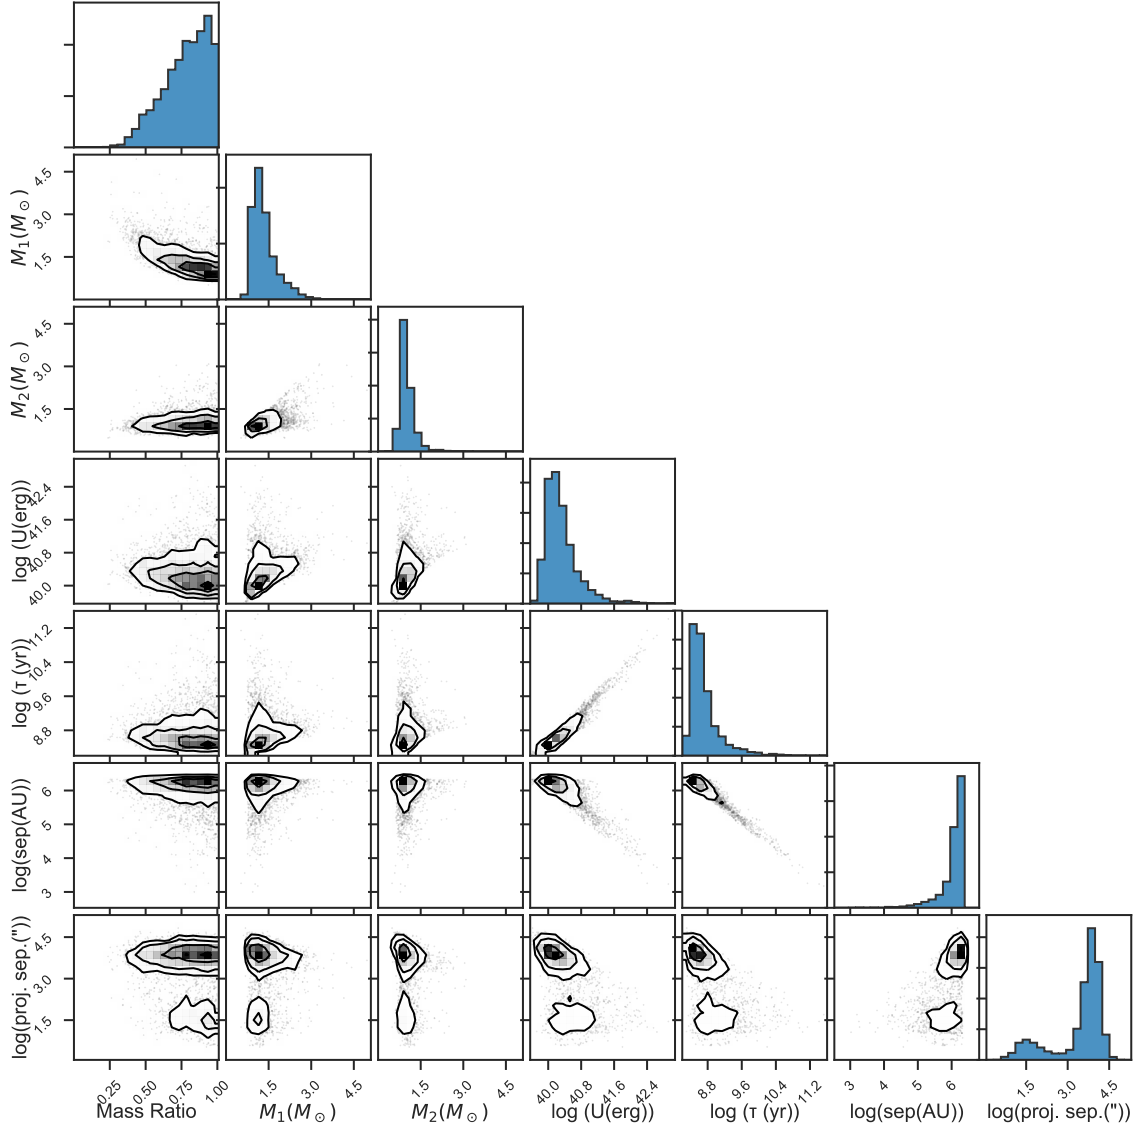 4.5
3.0
1.5
M₁(M⊙)
4.5
3.0
1.5
M₂(M⊙)
42.4
41.6
40.8
40.0
log (U(erg))
11.2
10.4
9.6
8.8
log (τ (yr))
6
5
4
3
log(sep(AU))
4.5
3.0
1.5
log(proj. sep.("))
0.25 0.50 0.75 1.00 1.5 3.0 4.5 1.5 3.0 4.5 40.0 40.8 41.6 42.4 8.8 9.6 10.4 11.2 3 4 5 6 1.5 3.0 4.5
Mass Ratio M₁(M⊙) M₂(M⊙) log (U(erg)) log (τ (yr)) log(sep(AU)) log(proj. sep.("))